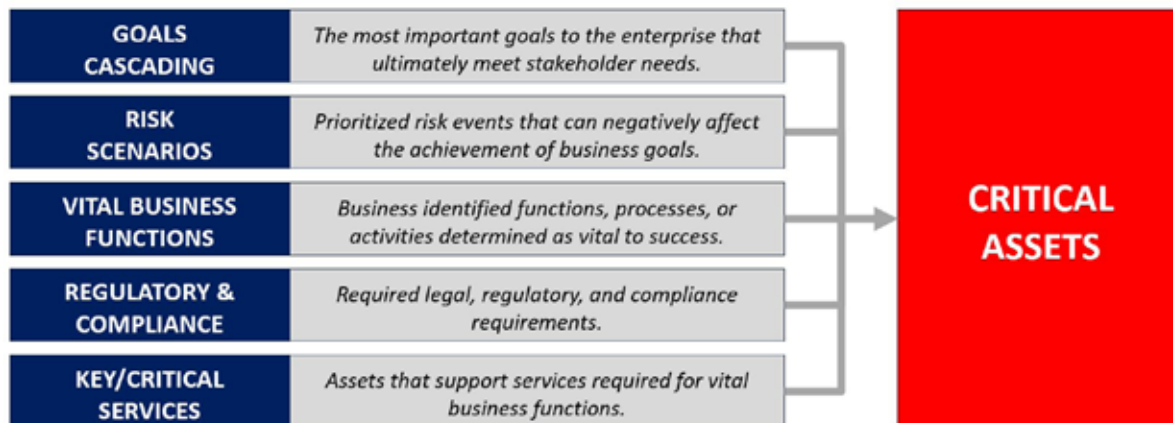 GOALS
CASCADING
The most important goals to the enterprise that
ultimately meet stakeholder needs.
RISK
SCENARIOS
Prioritized risk events that can negatively affect
the achievement of business goals.
VITAL BUSINESS
FUNCTIONS
Business identified functions, processes, or
activities determined as vital to success.
REGULATORY &
COMPLIANCE
Required legal, regulatory, and compliance
requirements.
KEY/CRITICAL
SERVICES
Assets that support services required for vital
business functions.
CRITICAL
ASSETS